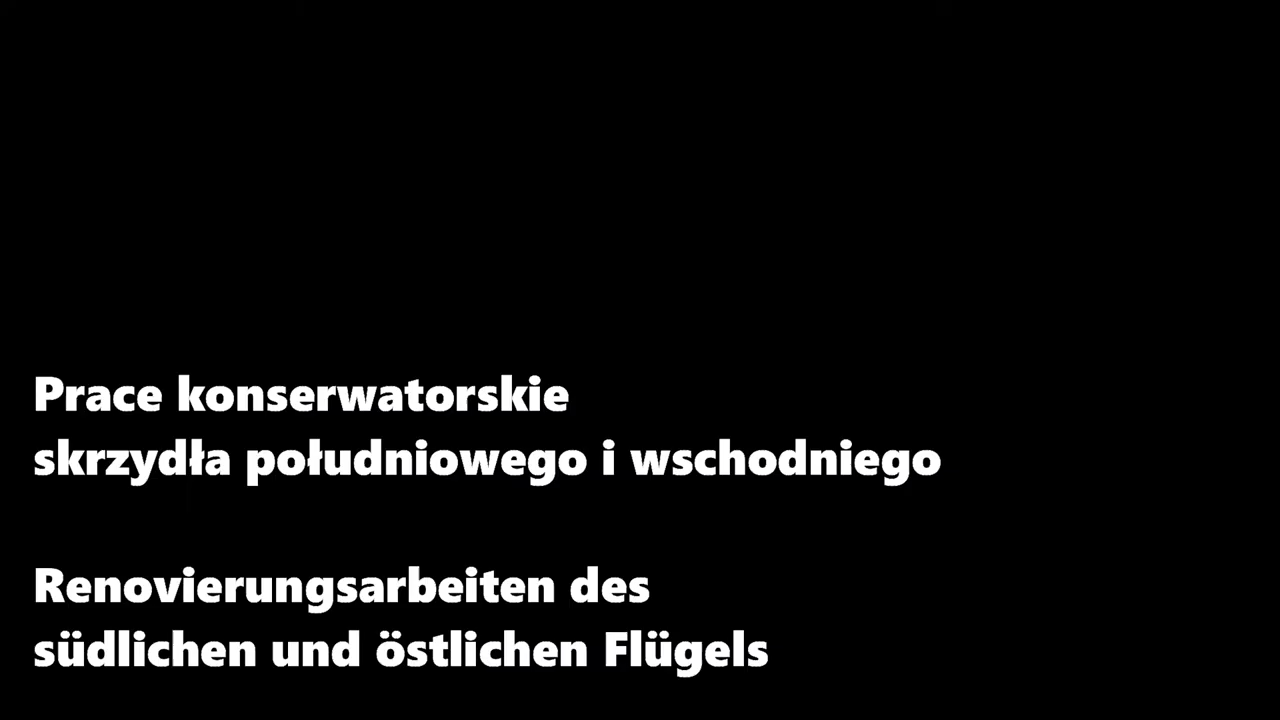 Prace konserwatorskie
skrzydła południowego i wschodniego
Renovierungsarbeiten des
südlichen und östlichen Flügels